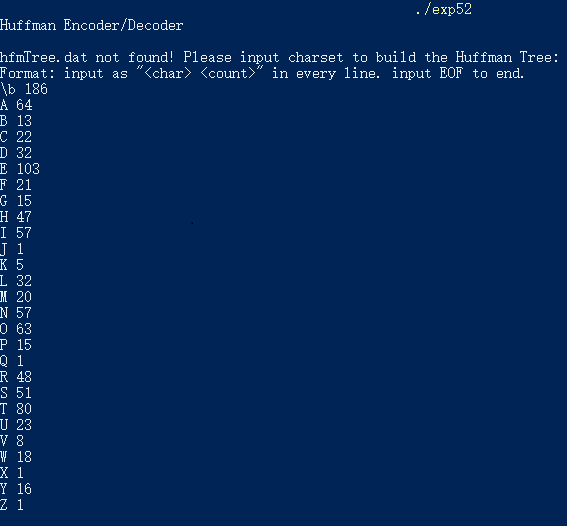 ./exp52
Huffman Encoder/Decoder
hfmTree.dat not found! Please input charset to build the Huffman Tree:
Format: input as "<char> <count>" in every line. input EOF to end.
\b 186
A 64
B 13
C 22
D 32
E 103
F 21
G 15
H 47
I 57
J 1
K 5
L 32
M 20
N 57
O 63
P 15
Q 1
R 48
S 51
T 80
U 23
V 8
W 18
X 1
Y 16
Z 1